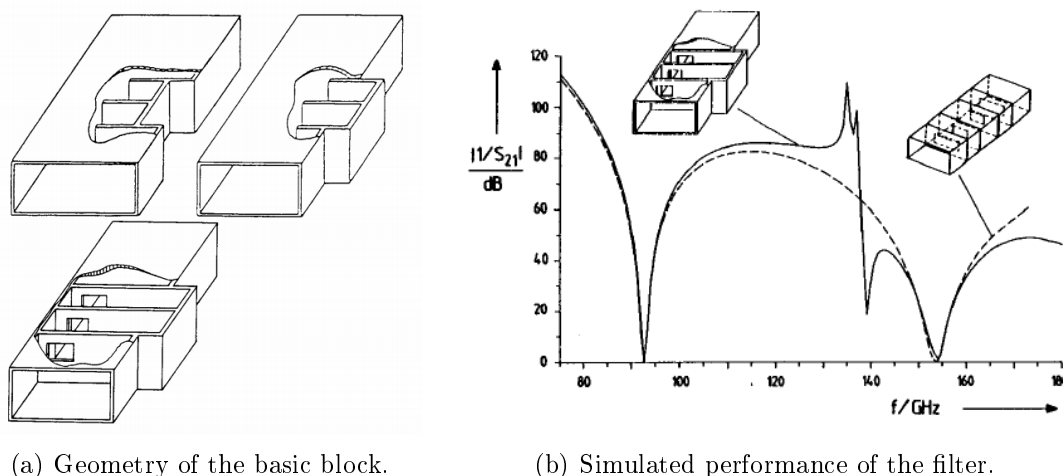 120
100
80
60
40
20
0
|1/S21|
dB
80
100
120
140
160
180
f/GHz
(a) Geometry of the basic block.
(b) Simulated performance of the filter.